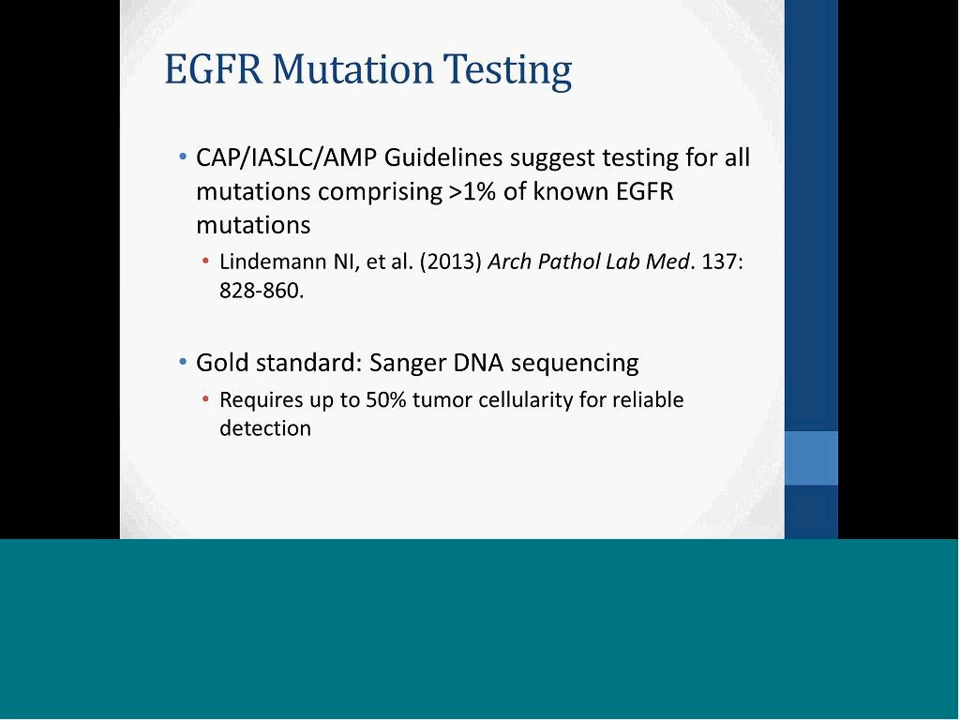 EGFR Mutation Testing
• CAP/IASLC/AMP Guidelines suggest testing for all
mutations comprising >1% of known EGFR
mutations
• Lindemann NI, et al. (2013) Arch Pathol Lab Med. 137:
828-860.
• Gold standard: Sanger DNA sequencing
• Requires up to 50% tumor cellularity for reliable
detection